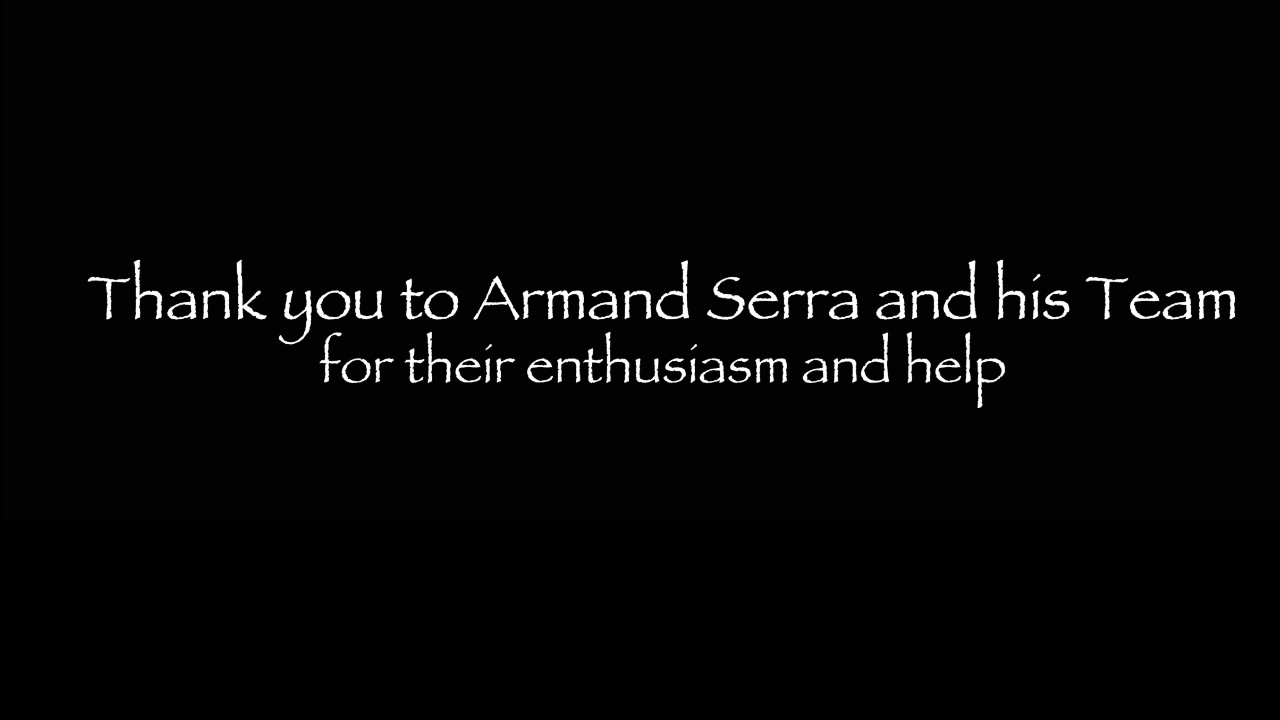 Thank you to Armand Serra and his Team
for their enthusiasm and help